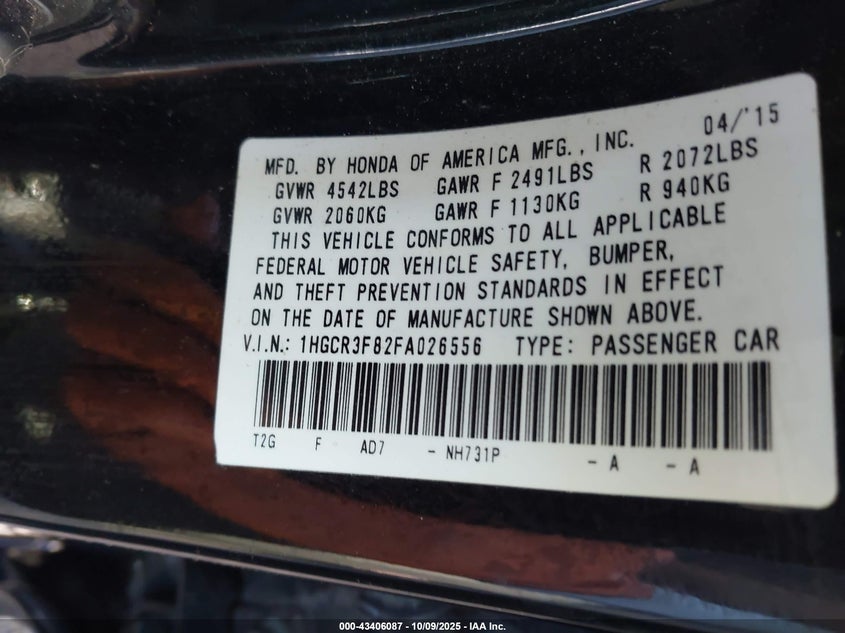 04/'15
MFD. BY HONDA OF AMERICA MFG., INC.
GVWR 4542LBS GAWR F 2491LBS R 2072LBS
GVWR 2060KG GAWR F 1130KG R 940KG
THIS VEHICLE CONFORMS TO ALL APPLICABLE
FEDERAL MOTOR VEHICLE SAFETY, BUMPER,
AND THEFT PREVENTION STANDARDS IN EFFECT
ON THE DATE OF MANUFACTURE SHOWN ABOVE.
V.I.N.: 1HGCR3F82FA026556 TYPE: PASSENGER CAR
T2G F AD7 - NH731P - A - A
000-43406087 - 10/09/2025 - IAA Inc.